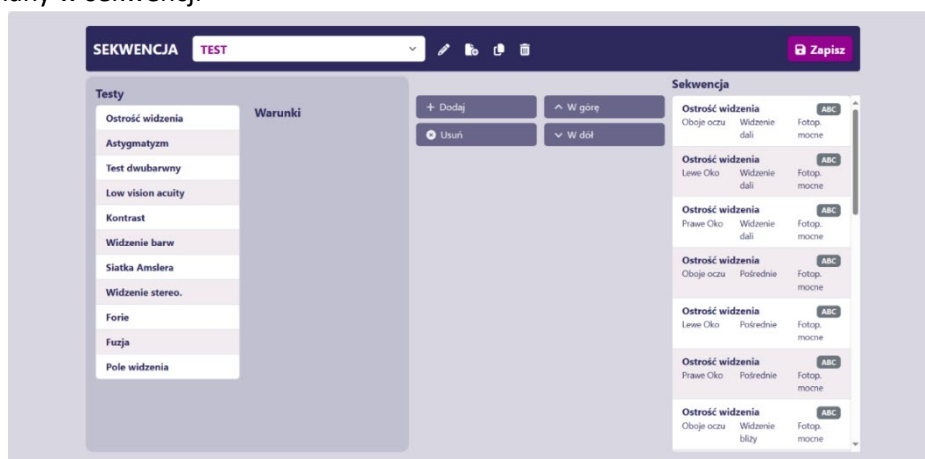 w sekwencji
SEKWENCJA TEST Zapisz
Testy
Ostrość widzenia
Astygmatyzm
Test dwubarwny
Low vision acuity
Kontrast
Widzenie barw
Siatka Amslera
Widzenie stereo.
Forie
Fuzja
Pole widzenia
Warunki
+ Dodaj
Usuń
W górę
W dół
Sekwencja
Ostrość widzenia ABC
Oboje oczu Widzenie dali Fotop. mocne
Ostrość widzenia ABC
Lewe Oko Widzenie dali Fotop. mocne
Ostrość widzenia ABC
Prawe Oko Widzenie dali Fotop. mocne
Ostrość widzenia ABC
Oboje oczu Pośrednie Fotop. mocne
Ostrość widzenia ABC
Lewe Oko Pośrednie Fotop. mocne
Ostrość widzenia ABC
Prawe Oko Pośrednie Fotop. mocne
Ostrość widzenia ABC
Oboje oczu Widzenie bliży Fotop. mocne